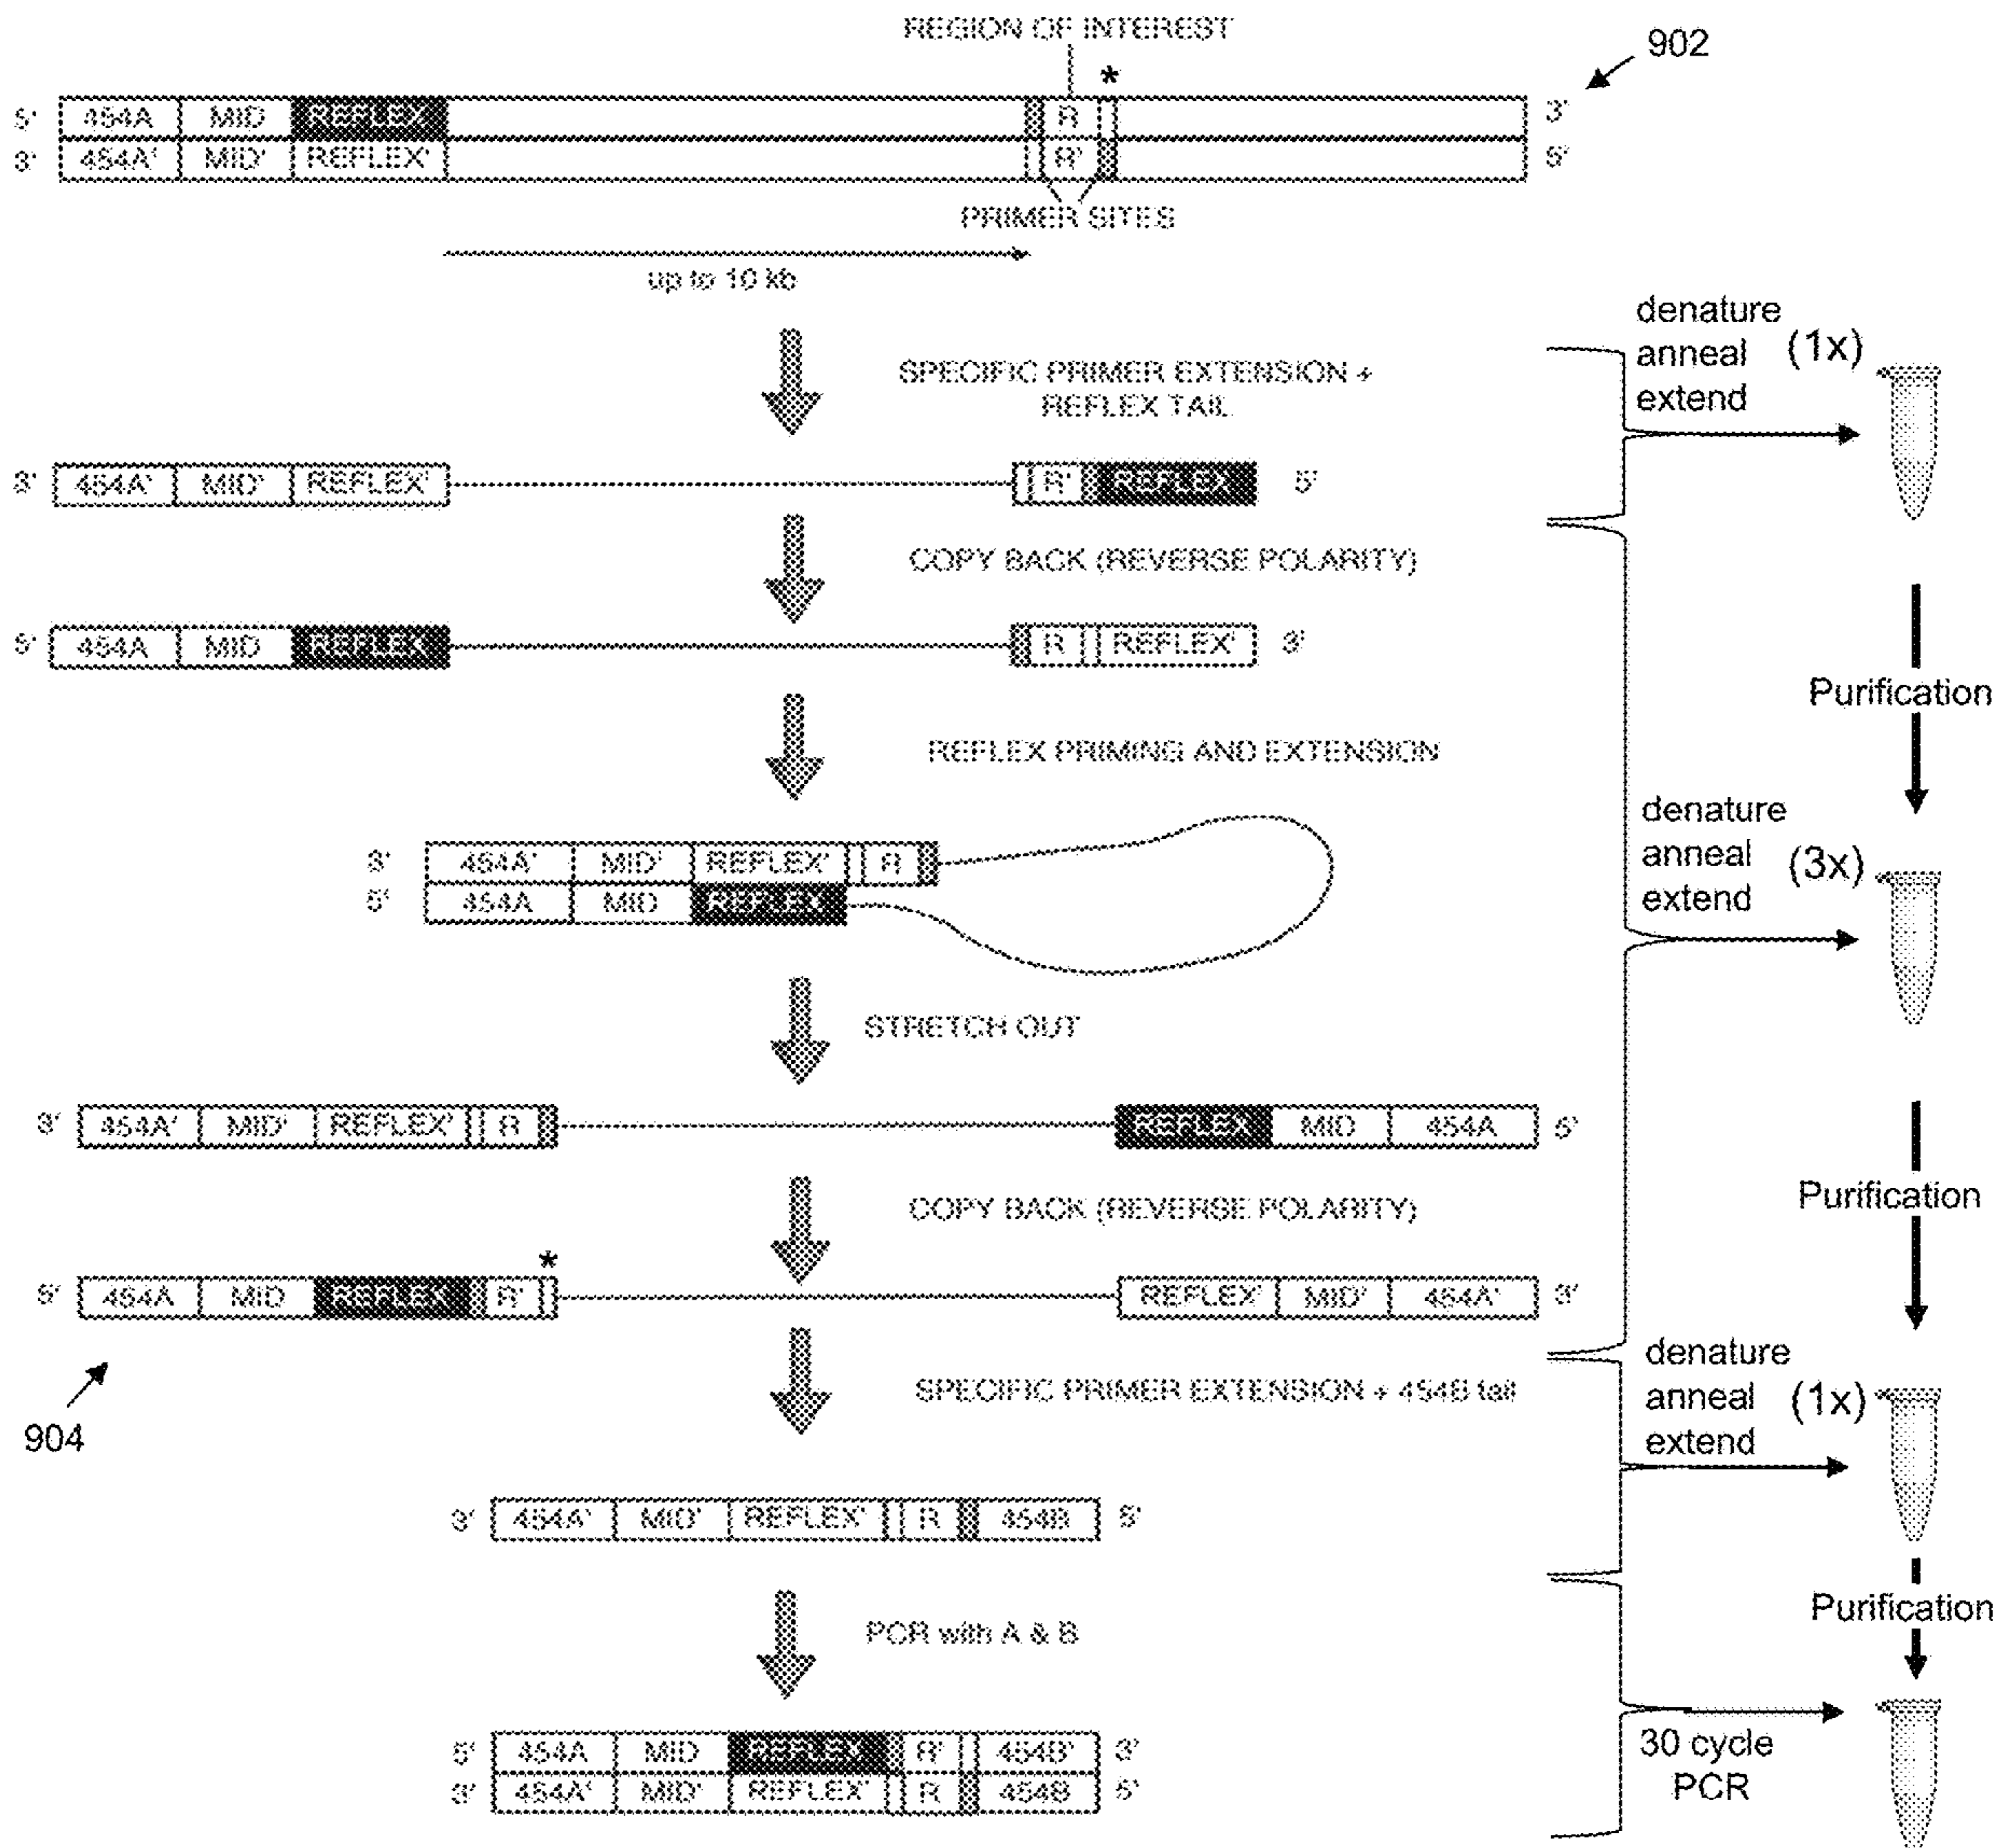 REGION OF INTEREST
902
*
5' 454A MID REFLEX R 3'
3' 454A' MID' REFLEX' R' 5'
PRIMER SITES
up to 10 kb
denature
anneal (1x)
extend
SPECIFIC PRIMER EXTENSION +
REFLEX TAIL
3' 454A' MID' REFLEX' R' REFLEX 5'
COPY BACK (REVERSE POLARITY)
5' 454A MID REFLEX R REFLEX' 3'
Purification
REFLEX PRIMING AND EXTENSION
denature
anneal (3x)
extend
3' 454A' MID' REFLEX' R
5' 454A MID REFLEX
STRETCH OUT
3' 454A' MID' REFLEX' R REFLEX MID 454A 5'
Purification
COPY BACK (REVERSE POLARITY)
*
5' 454A MID REFLEX R' REFLEX' MID' 454A' 3'
904
denature
anneal (1x)
extend
SPECIFIC PRIMER EXTENSION + 454B tail
3' 454A' MID' REFLEX' R 454B 5'
Purification
PCR with A & B
30 cycle
PCR
5' 454A MID REFLEX R' 454B' 3'
3' 454A' MID' REFLEX' R 454B 5'